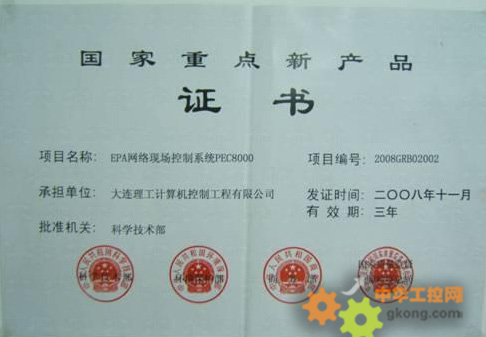 国家重点新产品
证书
项目名称: EPA网络现场控制系统PEC8000
项目编号: 2008GRB02002
承担单位: 大连理工计算机控制工程有限公司
发证时间: 二〇〇八年十一月
有效期: 三年
批准机关: 科学技术部
中华工控网
gkong.com